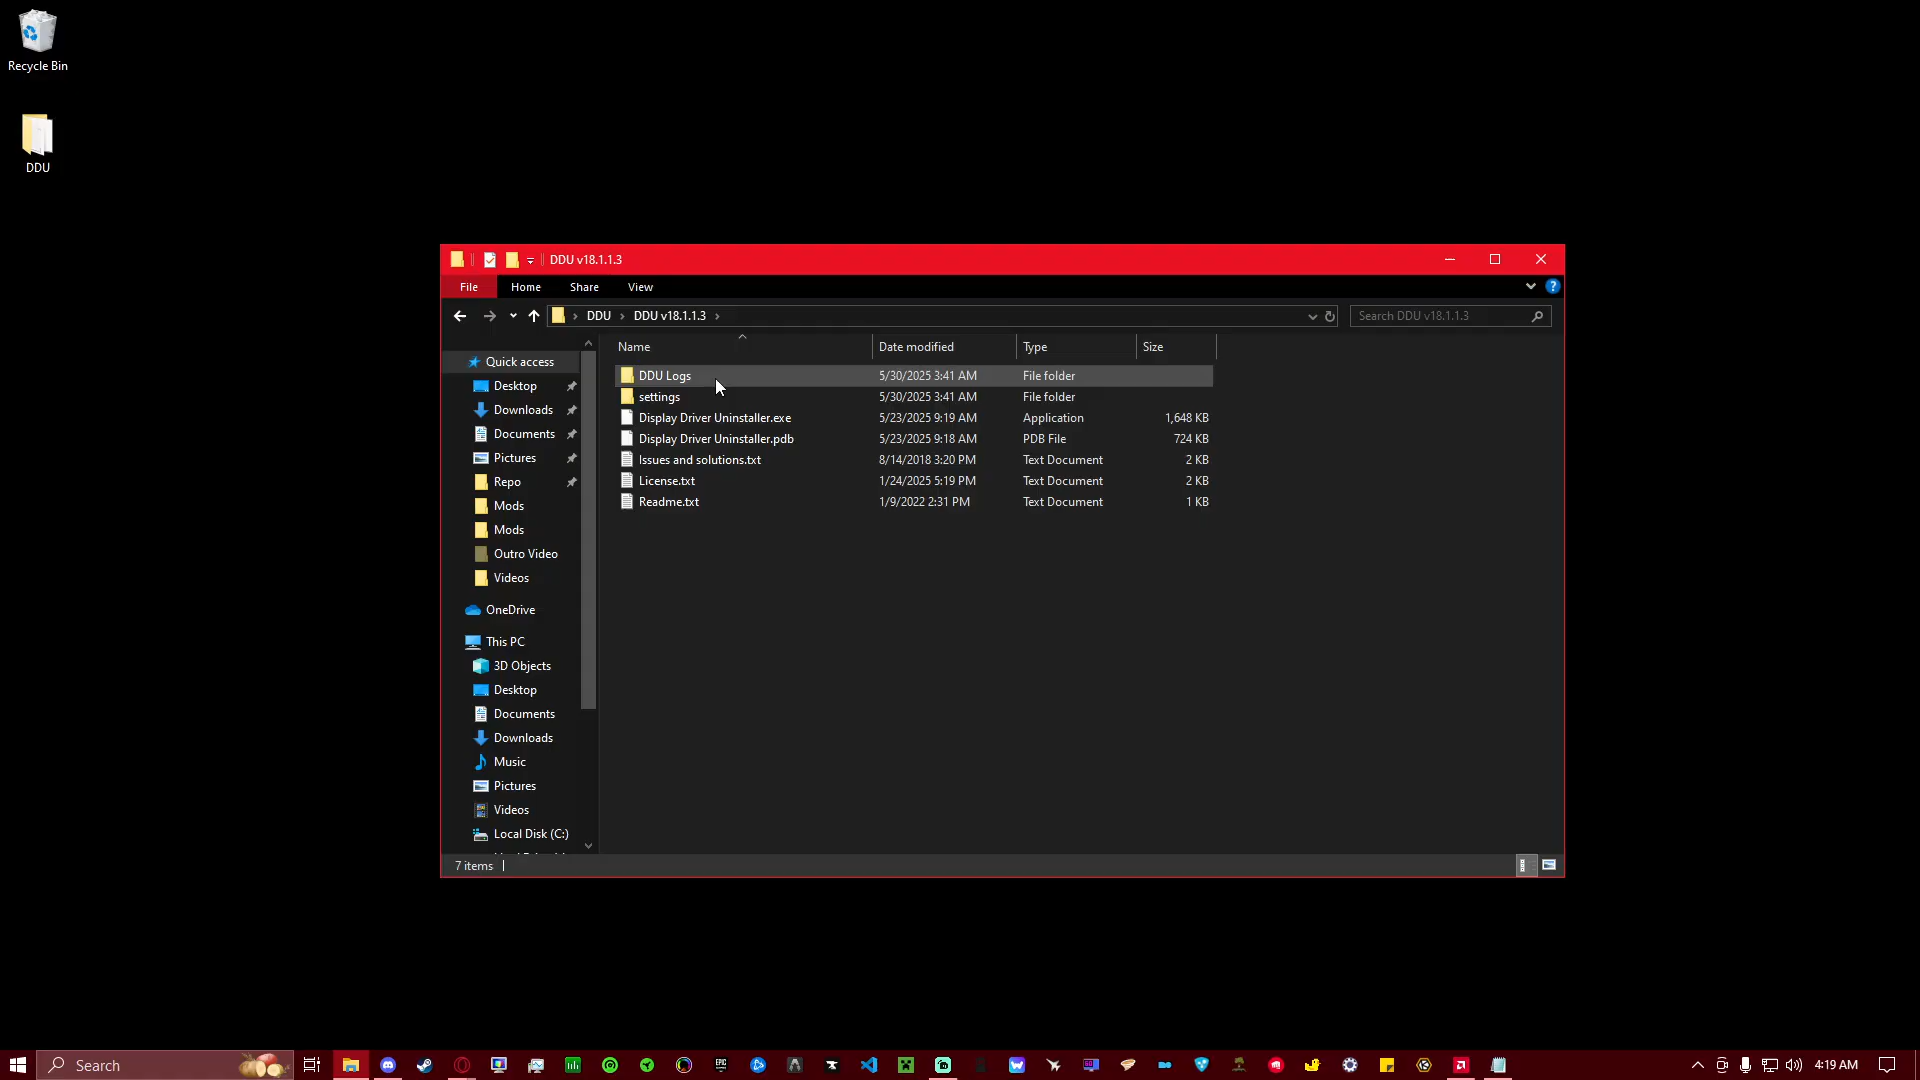 Recycle Bin
DDU
DDU v18.1.1.3
File Home Share View
DDU DDU v18.1.1.3
Search DDU v18.1.1.3
Name Date modified Type Size
DDU Logs 5/30/2025 3:41 AM File folder
settings 5/30/2025 3:41 AM File folder
Display Driver Uninstaller.exe 5/23/2025 9:19 AM Application 1,648 KB
Display Driver Uninstaller.pdb 5/23/2025 9:18 AM PDB File 724 KB
Issues and solutions.txt 8/14/2018 3:20 PM Text Document 2 KB
License.txt 1/24/2025 5:19 PM Text Document 2 KB
Readme.txt 1/9/2022 2:31 PM Text Document 1 KB
Quick access
Desktop
Downloads
Documents
Pictures
Repo
Mods
Mods
Outro Video
Videos
OneDrive
This PC
3D Objects
Desktop
Documents
Downloads
Music
Pictures
Videos
Local Disk (C:)
7 items
Search
4:19 AM